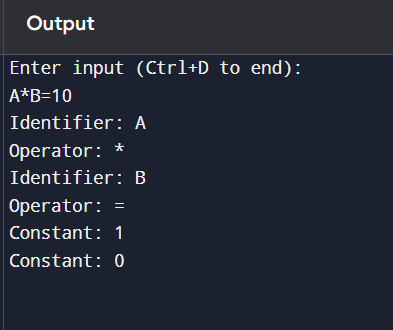 Output
Enter input (Ctrl+D to end):
A*B=10
Identifier: A
Operator: *
Identifier: B
Operator: =
Constant: 1
Constant: 0